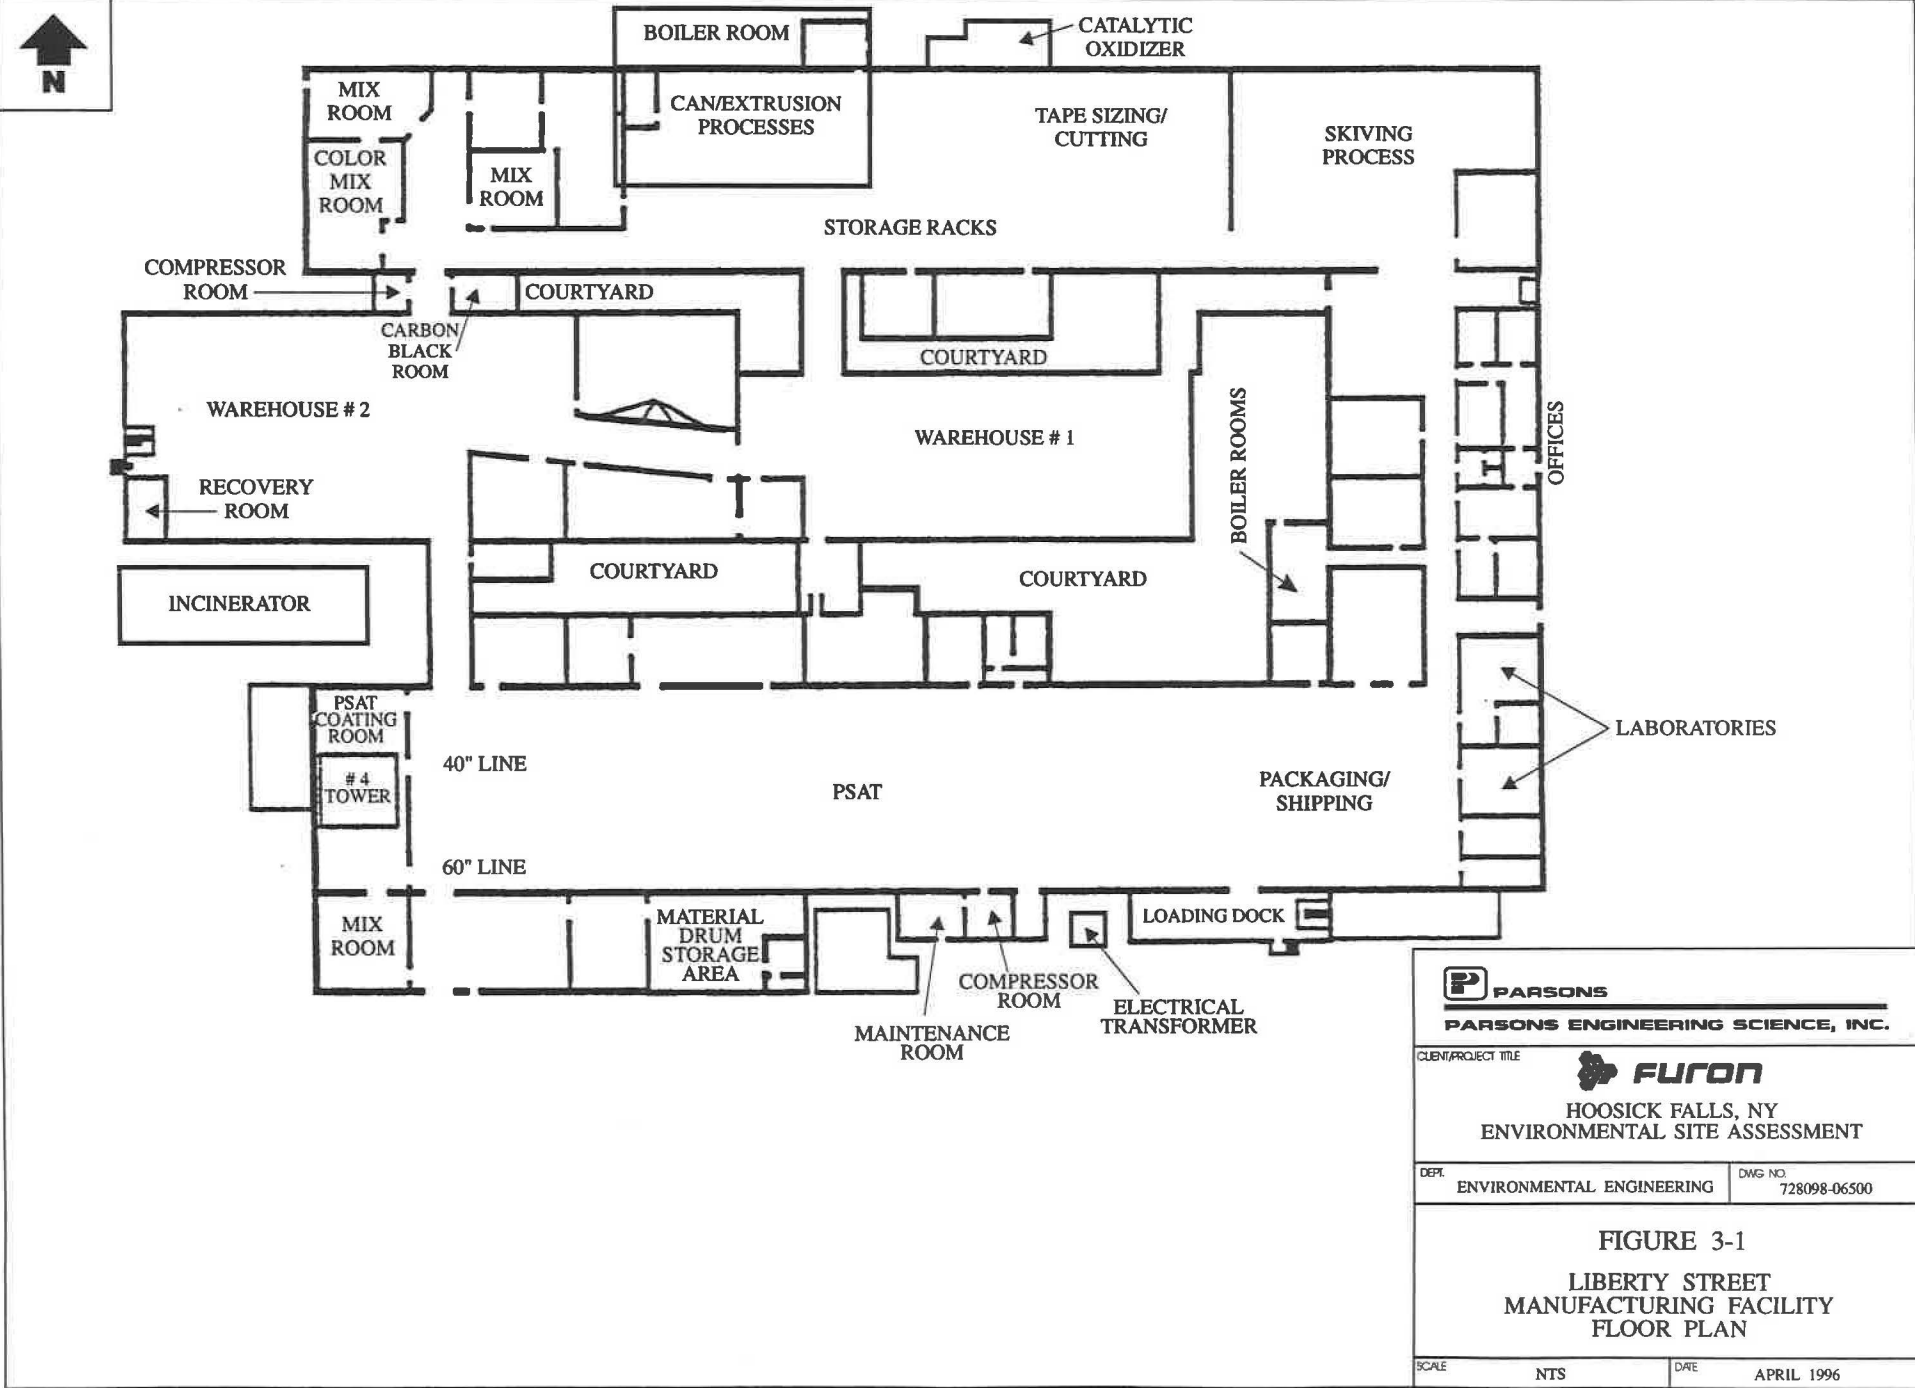 N
BOILER ROOM
CATALYTIC
OXIDIZER
MIX
ROOM
CAN/EXTRUSION
PROCESSES
TAPE SIZING/
CUTTING
SKIVING
PROCESS
COLOR
MIX
ROOM
MIX
ROOM
STORAGE RACKS
COMPRESSOR
ROOM
COURTYARD
CARBON
BLACK
ROOM
COURTYARD
WAREHOUSE # 2
WAREHOUSE # 1
BOILER ROOMS
OFFICES
RECOVERY
ROOM
COURTYARD
COURTYARD
INCINERATOR
PSAT
COATING
ROOM
LABORATORIES
40" LINE
# 4
TOWER
PSAT
PACKAGING/
SHIPPING
60" LINE
MIX
ROOM
MATERIAL
DRUM
STORAGE
AREA
LOADING DOCK
COMPRESSOR
ROOM
ELECTRICAL
TRANSFORMER
MAINTENANCE
ROOM
PARSONS
PARSONS ENGINEERING SCIENCE, INC.
CLIENT/PROJECT TITLE
FURON
HOOSICK FALLS, NY
ENVIRONMENTAL SITE ASSESSMENT
DEPT.
ENVIRONMENTAL ENGINEERING
DWG NO.
728098-06500
FIGURE 3-1
LIBERTY STREET
MANUFACTURING FACILITY
FLOOR PLAN
SCALE
NTS
DATE
APRIL 1996